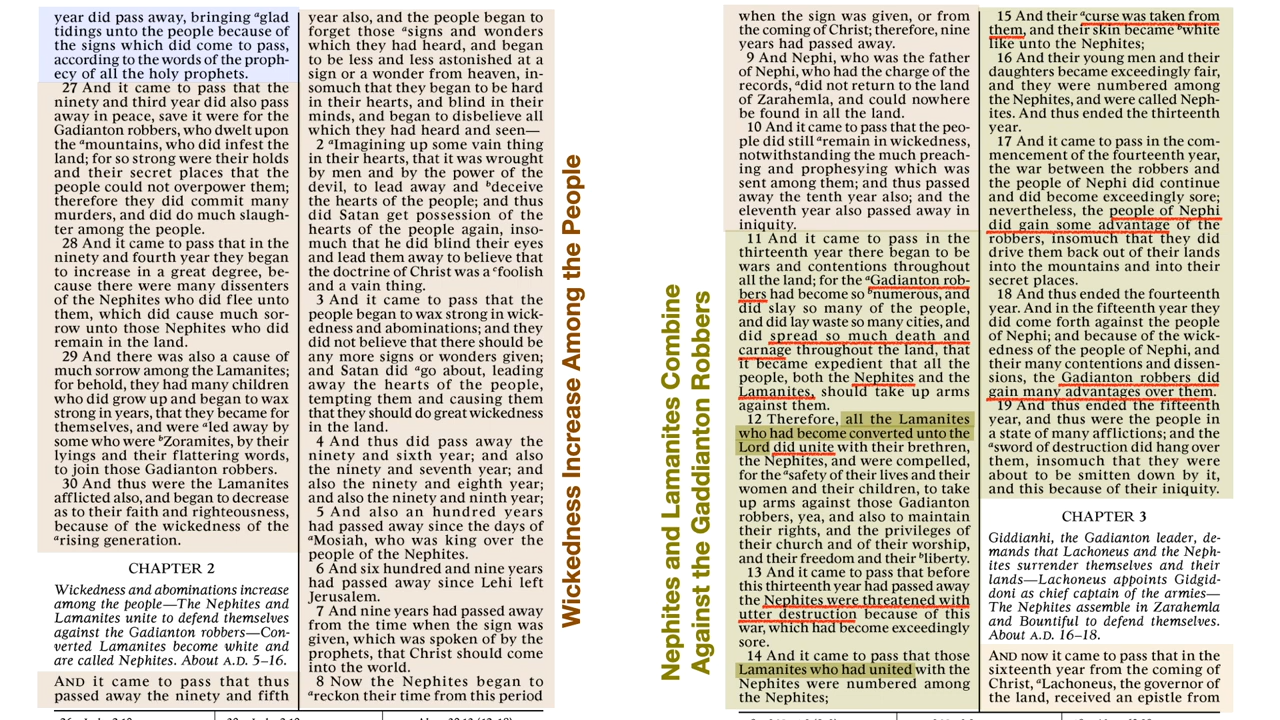 year did pass away, bringing ᵃglad
tidings unto the people because of
the signs which did come to pass,
according to the words of the proph-
ecy of all the holy prophets.
27 And it came to pass that the
ninety and third year did also pass
away in peace, save it were for the
Gadianton robbers, who dwelt upon
the ᵃmountains, who did infest the
land; for so strong were their holds
and their secret places that the
people could not overpower them;
therefore they did commit many
murders, and did do much slaugh-
ter among the people.
28 And it came to pass that in the
ninety and fourth year they began
to increase in a great degree, be-
cause there were many dissenters
of the Nephites who did flee unto
them, which did cause much sor-
row unto those Nephites who did
remain in the land.
29 And there was also a cause of
much sorrow among the Lamanites;
for behold, they had many children
who did grow up and began to wax
strong in years, that they became for
themselves, and were ᵃled away by
some who were ᵇZoramites, by their
lyings and their flattering words,
to join those Gadianton robbers.
30 And thus were the Lamanites
afflicted also, and began to decrease
as to their faith and righteousness,
because of the wickedness of the
ᵃrising generation.
CHAPTER 2
Wickedness and abominations increase
among the people—The Nephites and
Lamanites unite to defend themselves
against the Gadianton robbers—Con-
verted Lamanites become white and
are called Nephites. About A.D. 5–16.
AND it came to pass that thus
passed away the ninety and fifth
year also, and the people began to
forget those ᵃsigns and wonders
which they had heard, and began
to be less and less astonished at a
sign or a wonder from heaven, in-
somuch that they began to be hard
in their hearts, and blind in their
minds, and began to disbelieve all
which they had heard and seen—
2 ᵃImagining up some vain thing
in their hearts, that it was wrought
by men and by the power of the
devil, to lead away and ᵇdeceive
the hearts of the people; and thus
did Satan get possession of the
hearts of the people again, inso-
much that he did blind their eyes
and lead them away to believe that
the doctrine of Christ was a ᶜfoolish
and a vain thing.
3 And it came to pass that the
people began to wax strong in wick-
edness and abominations; and they
did not believe that there should be
any more signs or wonders given;
and Satan did ᵃgo about, leading
away the hearts of the people,
tempting them and causing them
that they should do great wickedness
in the land.
4 And thus did pass away the
ninety and sixth year; and also
the ninety and seventh year; and
also the ninety and eighth year;
and also the ninety and ninth year;
5 And also an hundred years
had passed away since the days of
ᵃMosiah, who was king over the
people of the Nephites.
6 And six hundred and nine years
had passed away since Lehi left
Jerusalem.
7 And nine years had passed away
from the time when the sign was
given, which was spoken of by the
prophets, that Christ should come
into the world.
8 Now the Nephites began to
ᵃreckon their time from this period
Wickedness Increase Among the People
Nephites and Lamanites Combine
Against the Gaddianton Robbers
when the sign was given, or from
the coming of Christ; therefore, nine
years had passed away.
9 And Nephi, who was the father
of Nephi, who had the charge of the
records, ᵃdid not return to the land
of Zarahemla, and could nowhere
be found in all the land.
10 And it came to pass that the peo-
ple did still ᵃremain in wickedness,
notwithstanding the much preach-
ing and prophesying which was
sent among them; and thus passed
away the tenth year also; and the
eleventh year also passed away in
iniquity.
11 And it came to pass in the
thirteenth year there began to be
wars and contentions throughout
all the land; for the ᵃGadianton rob-
bers had become so ᵇnumerous, and
did slay so many of the people,
and did lay waste so many cities, and
did spread so much death and
carnage throughout the land, that
it became expedient that all the
people, both the Nephites and the
Lamanites, should take up arms
against them.
12 Therefore, all the Lamanites
who had become converted unto the
Lord did unite with their brethren,
the Nephites, and were compelled,
for the ᵃsafety of their lives and their
women and their children, to take
up arms against those Gadianton
robbers, yea, and also to maintain
their rights, and the privileges of
their church and of their worship,
and their freedom and their ᵇliberty.
13 And it came to pass that before
this thirteenth year had passed away
the Nephites were threatened with
utter destruction because of this
war, which had become exceedingly
sore.
14 And it came to pass that those
Lamanites who had united with the
Nephites were numbered among
the Nephites;
15 And their ᵃcurse was taken from
them, and their skin became ᵇwhite
like unto the Nephites;
16 And their young men and their
daughters became exceedingly fair,
and they were numbered among
the Nephites, and were called Neph-
ites. And thus ended the thirteenth
year.
17 And it came to pass in the com-
mencement of the fourteenth year,
the war between the robbers and
the people of Nephi did continue
and did become exceedingly sore;
nevertheless, the people of Nephi
did gain some advantage of the
robbers, insomuch that they did
drive them back out of their lands
into the mountains and into their
secret places.
18 And thus ended the fourteenth
year. And in the fifteenth year they
did come forth against the people
of Nephi; and because of the wick-
edness of the people of Nephi, and
their many contentions and dissen-
sions, the Gadianton robbers did
gain many advantages over them.
19 And thus ended the fifteenth
year, and thus were the people in
a state of many afflictions; and the
ᵃsword of destruction did hang over
them, insomuch that they were
about to be smitten down by it,
and this because of their iniquity.
CHAPTER 3
Giddianhi, the Gadianton leader, de-
mands that Lachoneus and the Neph-
ites surrender themselves and their
lands—Lachoneus appoints Gidgid-
doni as chief captain of the armies—
The Nephites assemble in Zarahemla
and Bountiful to defend themselves.
About A.D. 16–18.
AND now it came to pass that in the
sixteenth year from the coming of
Christ, ᵃLachoneus, the governor of
the land, received an epistle from